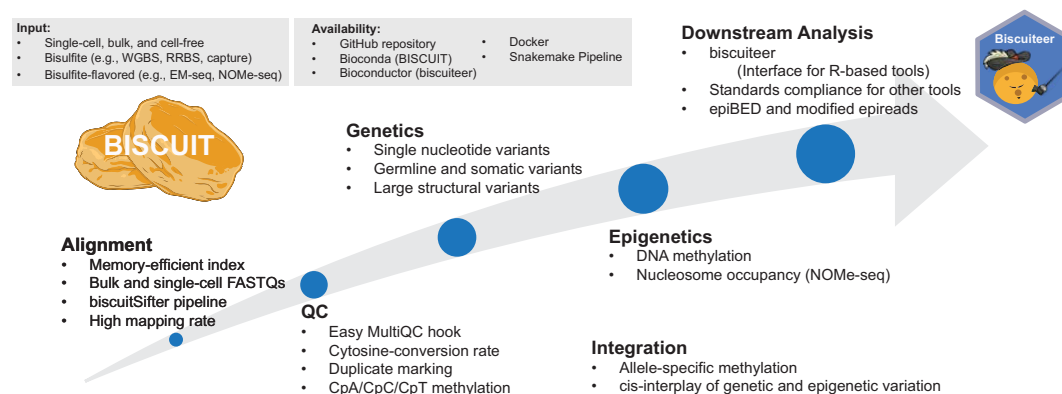 Input:
• Single-cell, bulk, and cell-free
• Bisulfite (e.g., WGBS, RRBS, capture)
• Bisulfite-flavored (e.g., EM-seq, NOMe-seq)
Availability:
• GitHub repository
• Bioconda (BISCUIT)
• Bioconductor (biscuiteer)
• Docker
• Snakemake Pipeline
Downstream Analysis
• biscuiteer
(Interface for R-based tools)
• Standards compliance for other tools
• epiBED and modified epireads
Biscuiteer
BISCUIT
Genetics
• Single nucleotide variants
• Germline and somatic variants
• Large structural variants
Alignment
• Memory-efficient index
• Bulk and single-cell FASTQs
• biscuitSifter pipeline
• High mapping rate
Epigenetics
• DNA methylation
• Nucleosome occupancy (NOMe-seq)
QC
• Easy MultiQC hook
• Cytosine-conversion rate
• Duplicate marking
• CpA/CpC/CpT methylation
Integration
• Allele-specific methylation
• cis-interplay of genetic and epigenetic variation